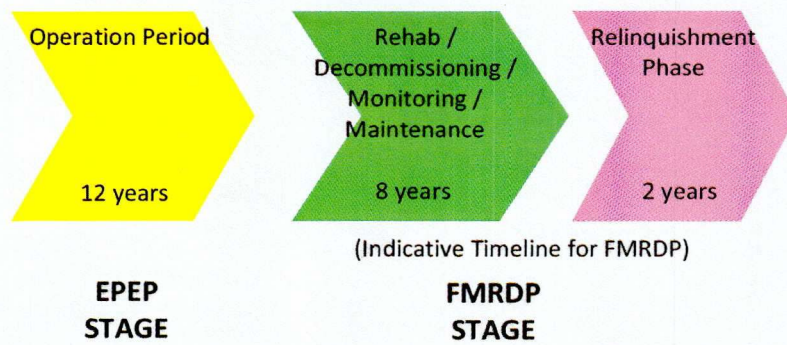 Operation Period
12 years
Rehab /
Decommissioning /
Monitoring /
Maintenance
8 years
Relinquishment
Phase
2 years
(Indicative Timeline for FMRDP)
EPEP
STAGE
FMRDP
STAGE